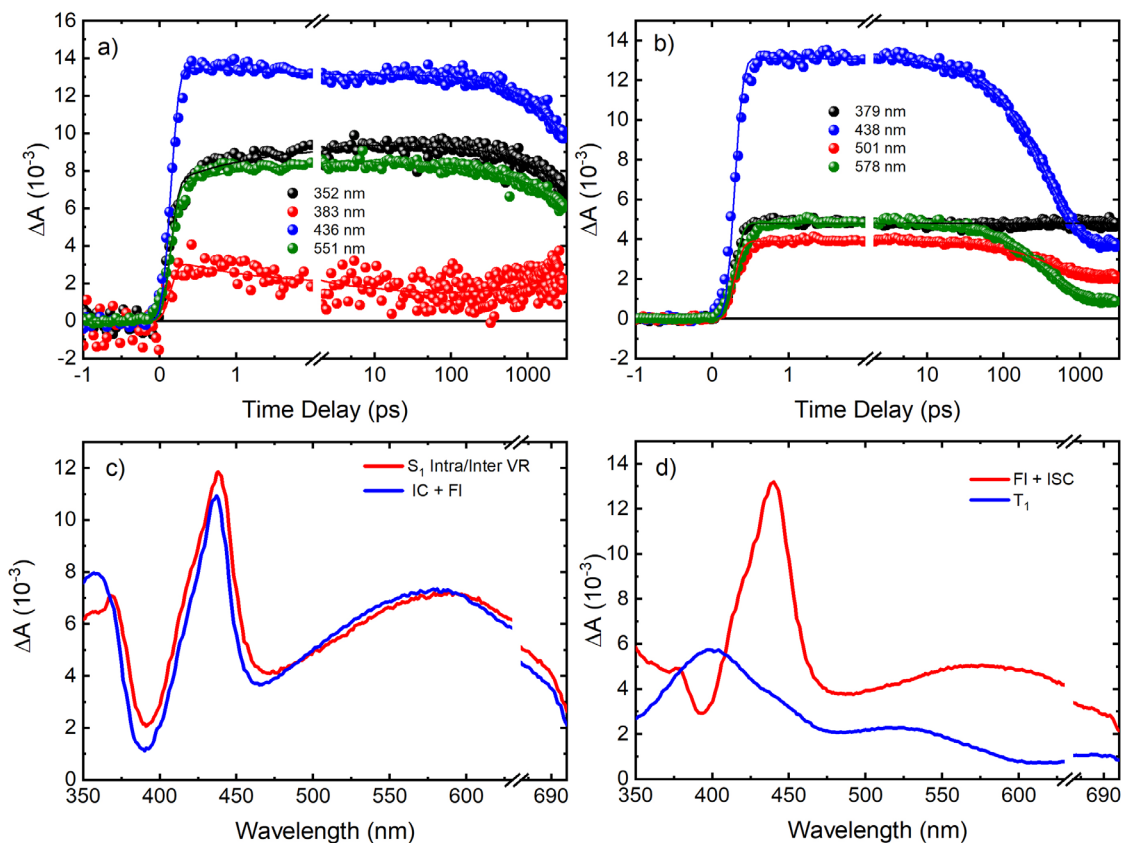 a)
16
14
12
10
8
6
4
2
0
-2
ΔA (10⁻³)
352 nm
383 nm
436 nm
551 nm
-1 0 1 10 100 1000
Time Delay (ps)
b)
14
12
10
8
6
4
2
0
-2
ΔA (10⁻³)
379 nm
438 nm
501 nm
578 nm
-1 0 1 10 100 1000
Time Delay (ps)
c)
12
10
8
6
4
2
0
ΔA (10⁻³)
S₁ Intra/Inter VR
IC + FI
350 400 450 500 550 600 690
Wavelength (nm)
d)
14
12
10
8
6
4
2
0
ΔA (10⁻³)
FI + ISC
T₁
350 400 450 500 550 600 690
Wavelength (nm)